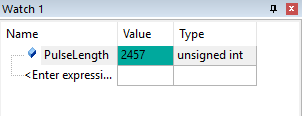 Watch 1
Name Value Type
PulseLength 2457 unsigned int
<Enter expressi...